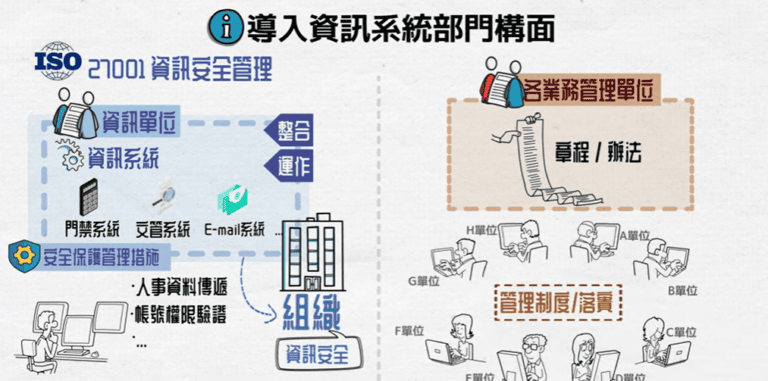 i 導入資訊系統部門構面
ISO 27001 資訊安全管理
資訊單位
整合
資訊系統
運作
門禁系統
文管系統
E-mail系統
...
安全保護管理措施
·人事資料傳遞
·帳號權限驗證
·...
組織
資訊安全
各業務管理單位
章程 / 辦法
H單位
A單位
G單位
B單位
管理制度/落實
F單位
C單位
E單位
D單位